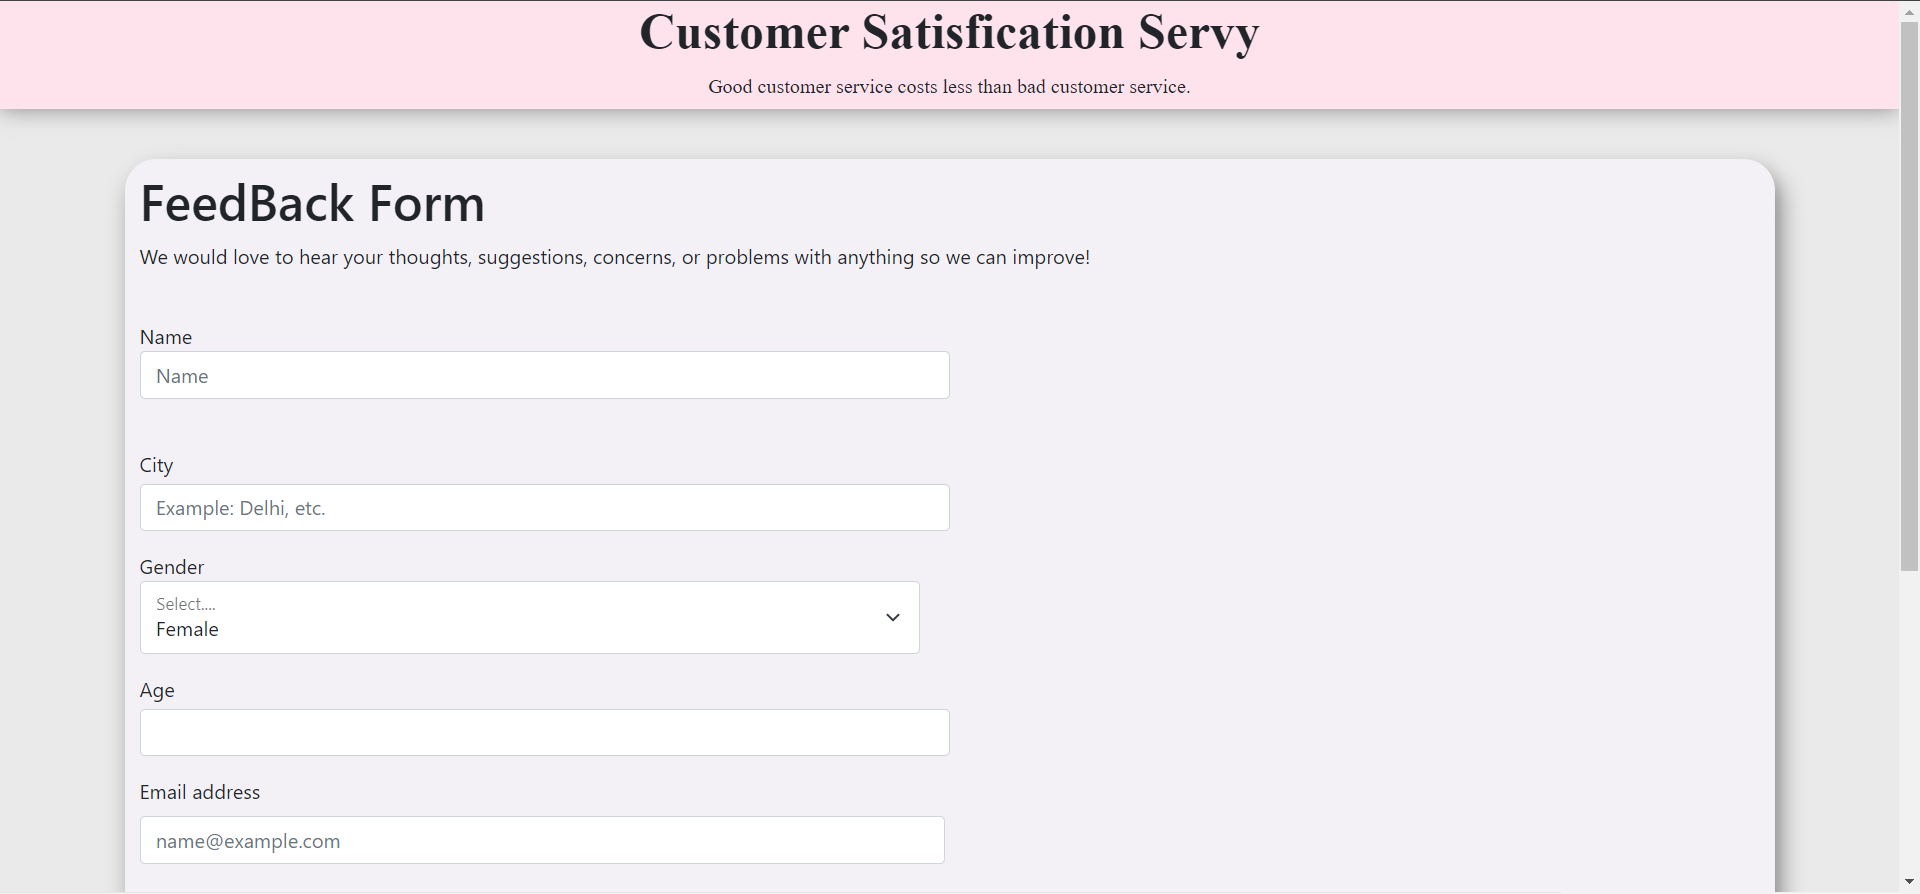 Customer Satisfication Servy
Good customer service costs less than bad customer service.
FeedBack Form
We would love to hear your thoughts, suggestions, concerns, or problems with anything so we can improve!
Name
Name
City
Example: Delhi, etc.
Gender
Select....
Female
Age
Email address
name@example.com